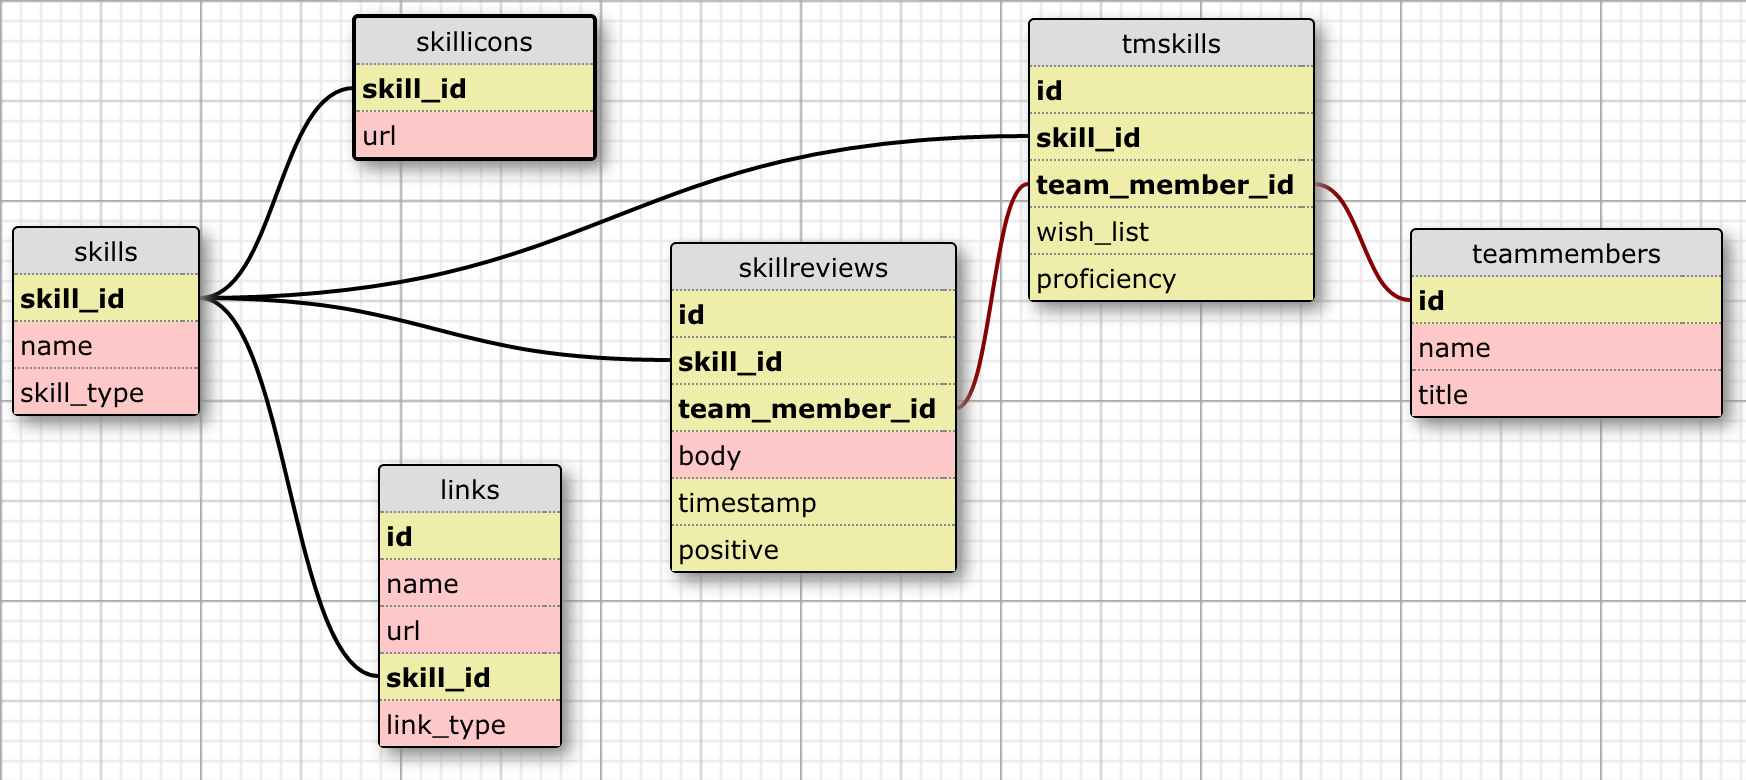 skillicons
skill_id
url
tmskills
id
skill_id
team_member_id
wish_list
proficiency
skills
skill_id
name
skill_type
skillreviews
id
skill_id
team_member_id
body
timestamp
positive
teammembers
id
name
title
links
id
name
url
skill_id
link_type